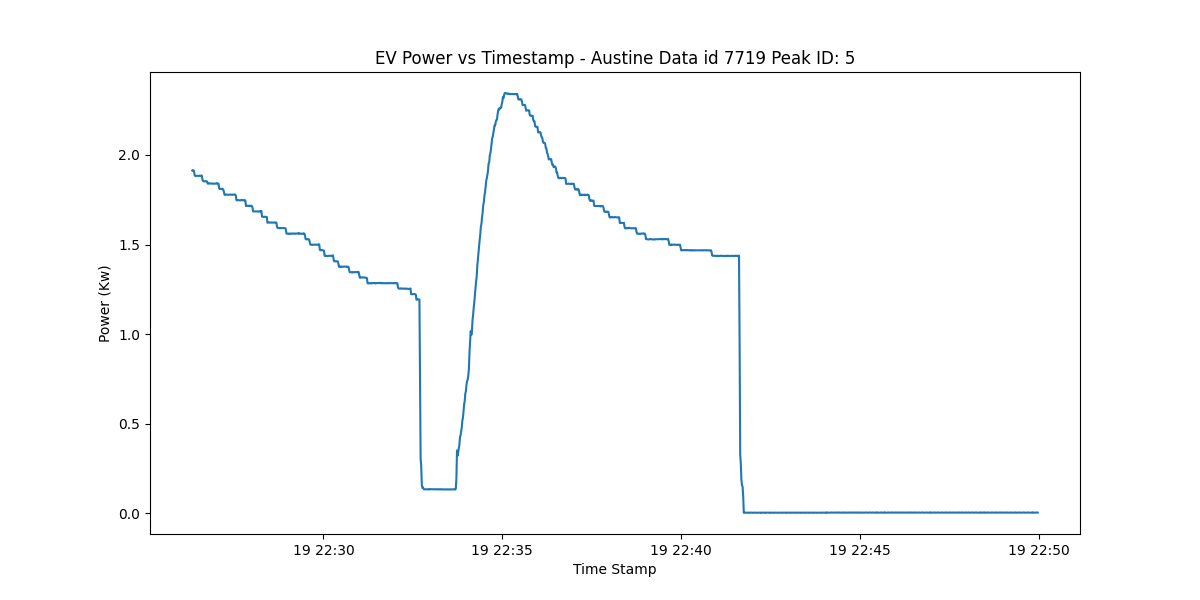 EV Power vs Timestamp - Austine Data id 7719 Peak ID: 5
Power (Kw)
2.0
1.5
1.0
0.5
0.0
19 22:30 19 22:35 19 22:40 19 22:45 19 22:50
Time Stamp